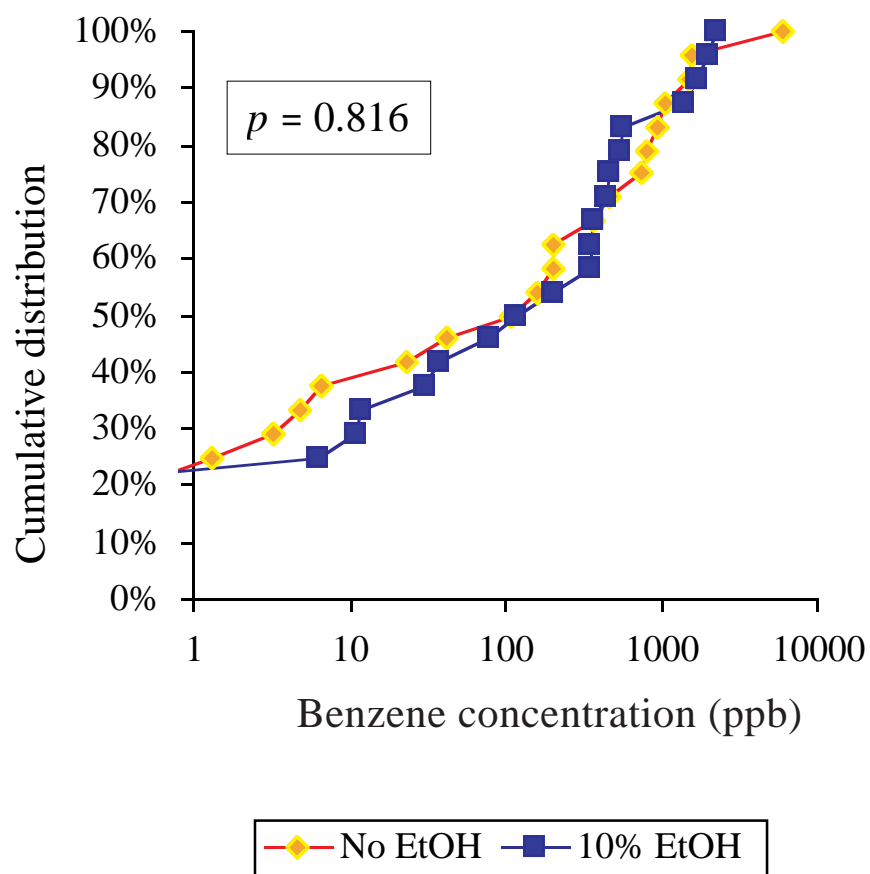 100%
90%
80%
70%
60%
50%
40%
30%
20%
10%
0%
Cumulative distribution
p = 0.816
1 10 100 1000 10000
Benzene concentration (ppb)
No EtOH 10% EtOH